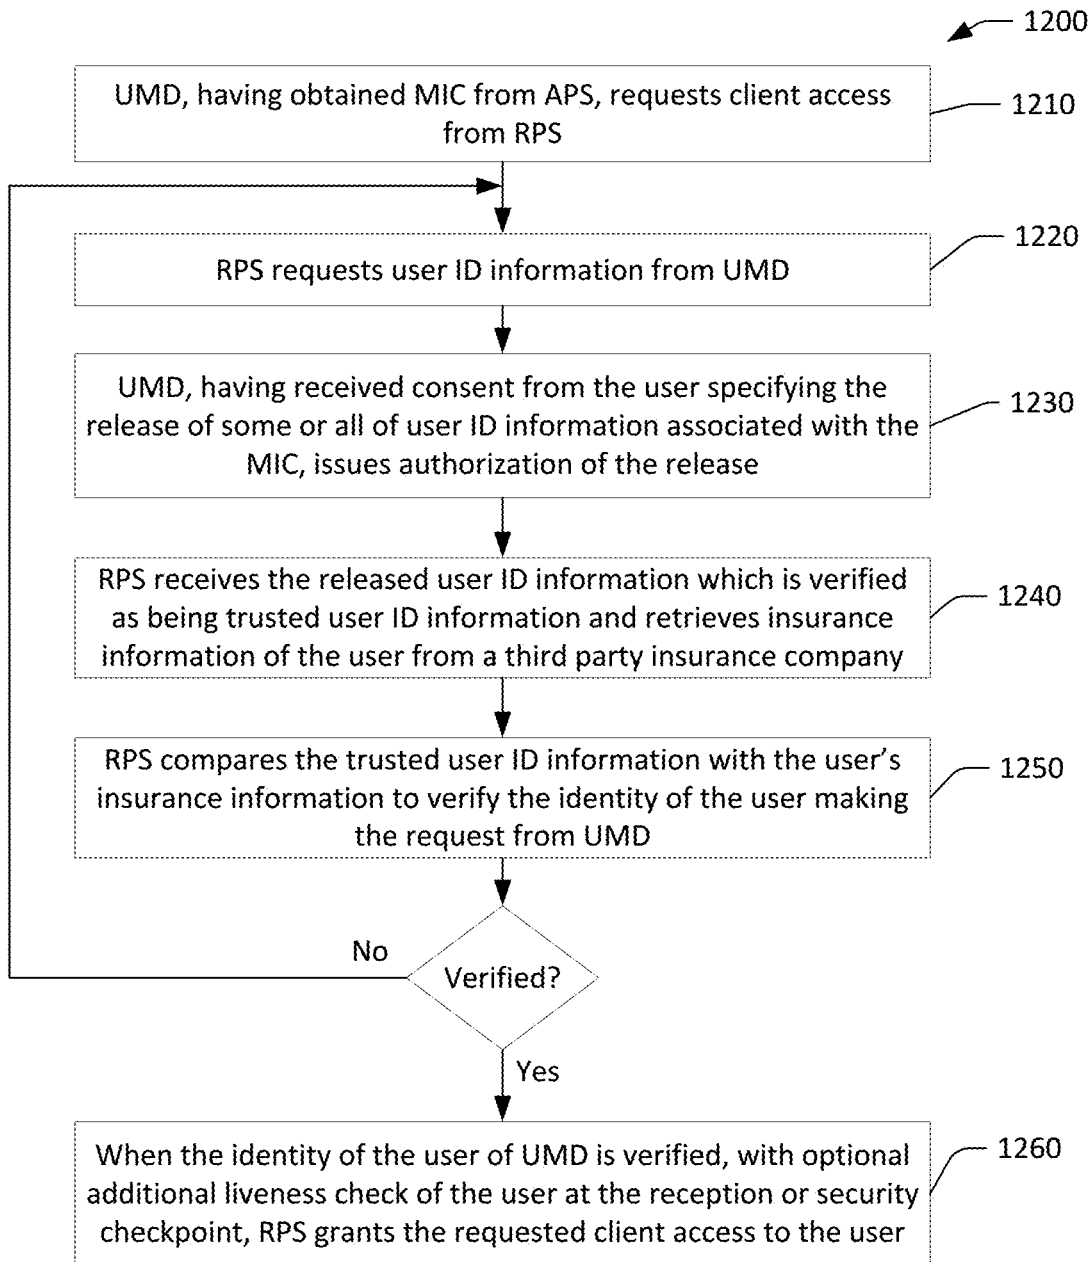 1200
UMD, having obtained MIC from APS, requests client access
from RPS
1210
RPS requests user ID information from UMD
1220
UMD, having received consent from the user specifying the
release of some or all of user ID information associated with the
MIC, issues authorization of the release
1230
RPS receives the released user ID information which is verified
as being trusted user ID information and retrieves insurance
information of the user from a third party insurance company
1240
RPS compares the trusted user ID information with the user’s
insurance information to verify the identity of the user making
the request from UMD
1250
No
Verified?
Yes
When the identity of the user of UMD is verified, with optional
additional liveness check of the user at the reception or security
checkpoint, RPS grants the requested client access to the user
1260